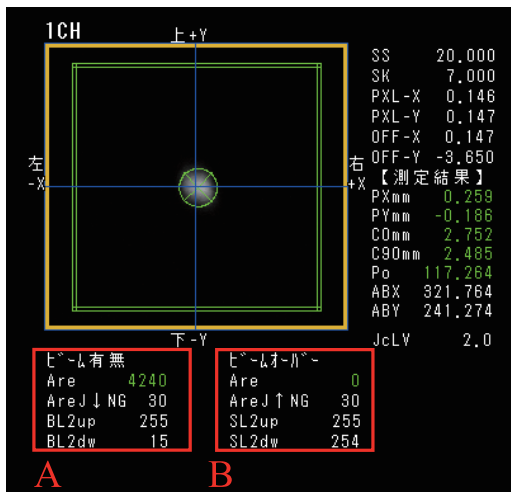 1CH
上+Y
左
-X
右
+X
下-Y
SS 20.000
SK 7.000
PXL-X 0.146
PXL-Y 0.147
OFF-X 0.147
OFF-Y -3.650
【測定結果】
PXmm 0.259
PYmm -0.186
C0mm 2.752
C90mm 2.485
Po 117.264
ABX 321.764
ABY 241.274
JcLV 2.0
ビーム有無
Are 4240
AreJ↓NG 30
BL2up 255
BL2dw 15
A
ビームオーバー
Are 0
AreJ↑NG 30
SL2up 255
SL2dw 254
B